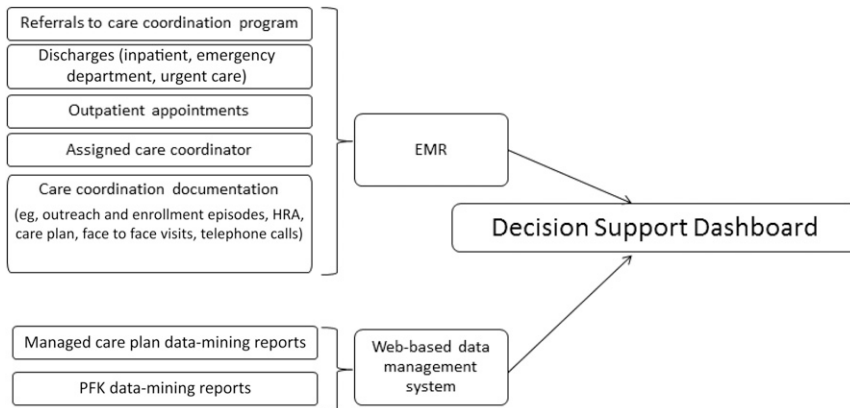 Referrals to care coordination program
Discharges (inpatient, emergency
department, urgent care)
Outpatient appointments
Assigned care coordinator
Care coordination documentation
(eg, outreach and enrollment episodes, HRA,
care plan, face to face visits, telephone calls)
EMR
Decision Support Dashboard
Managed care plan data-mining reports
PFK data-mining reports
Web-based data
management
system